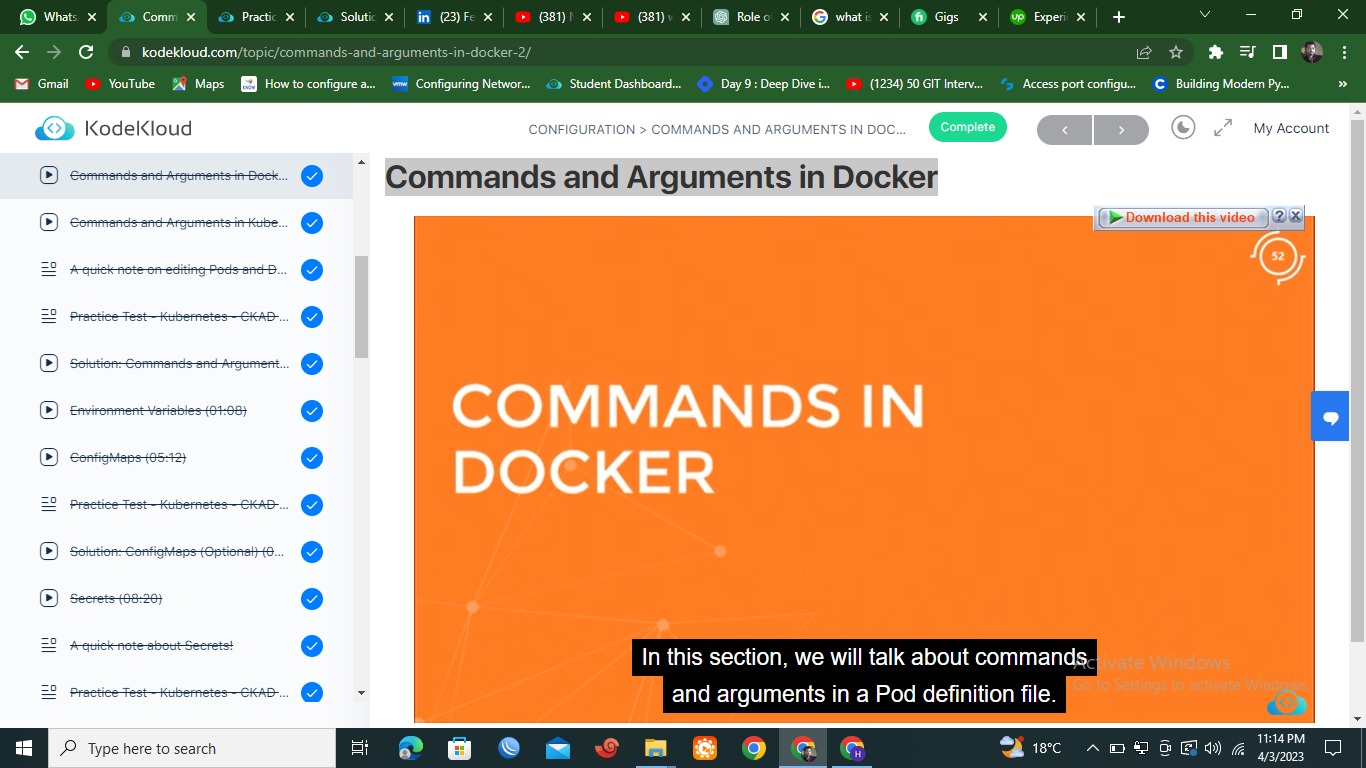 Whats
Comm
Practic
Solutic
in (23) Fe
(381) N
(381) w
Role o
what is
fi Gigs
up Experi
kodekloud.com/topic/commands-and-arguments-in-docker-2/
Gmail
YouTube
Maps
How to configure a...
vmw Configuring Networ...
Student Dashboard...
Day 9 : Deep Dive i...
(1234) 50 GIT Interv...
Access port configu...
C Building Modern Py...
»
KodeKloud
CONFIGURATION > COMMANDS AND ARGUMENTS IN DOC...
Complete
< >
My Account
Commands and Arguments in Dock...
Commands and Arguments in Kube...
A quick note on editing Pods and D...
Practice Test - Kubernetes - CKAD ...
Solution: Commands and Argument...
Environment Variables (01:08)
ConfigMaps (05:12)
Practice Test - Kubernetes - CKAD ...
Solution: ConfigMaps (Optional) (0...
Secrets (08:20)
A quick note about Secrets!
Practice Test - Kubernetes - CKAD ...
Commands and Arguments in Docker
Download this video ? X
52
COMMANDS IN
DOCKER
In this section, we will talk about commands
and arguments in a Pod definition file.
Activate Windows
Go to Settings to activate Windows.
Type here to search
H
18°C
11:14 PM
4/3/2023